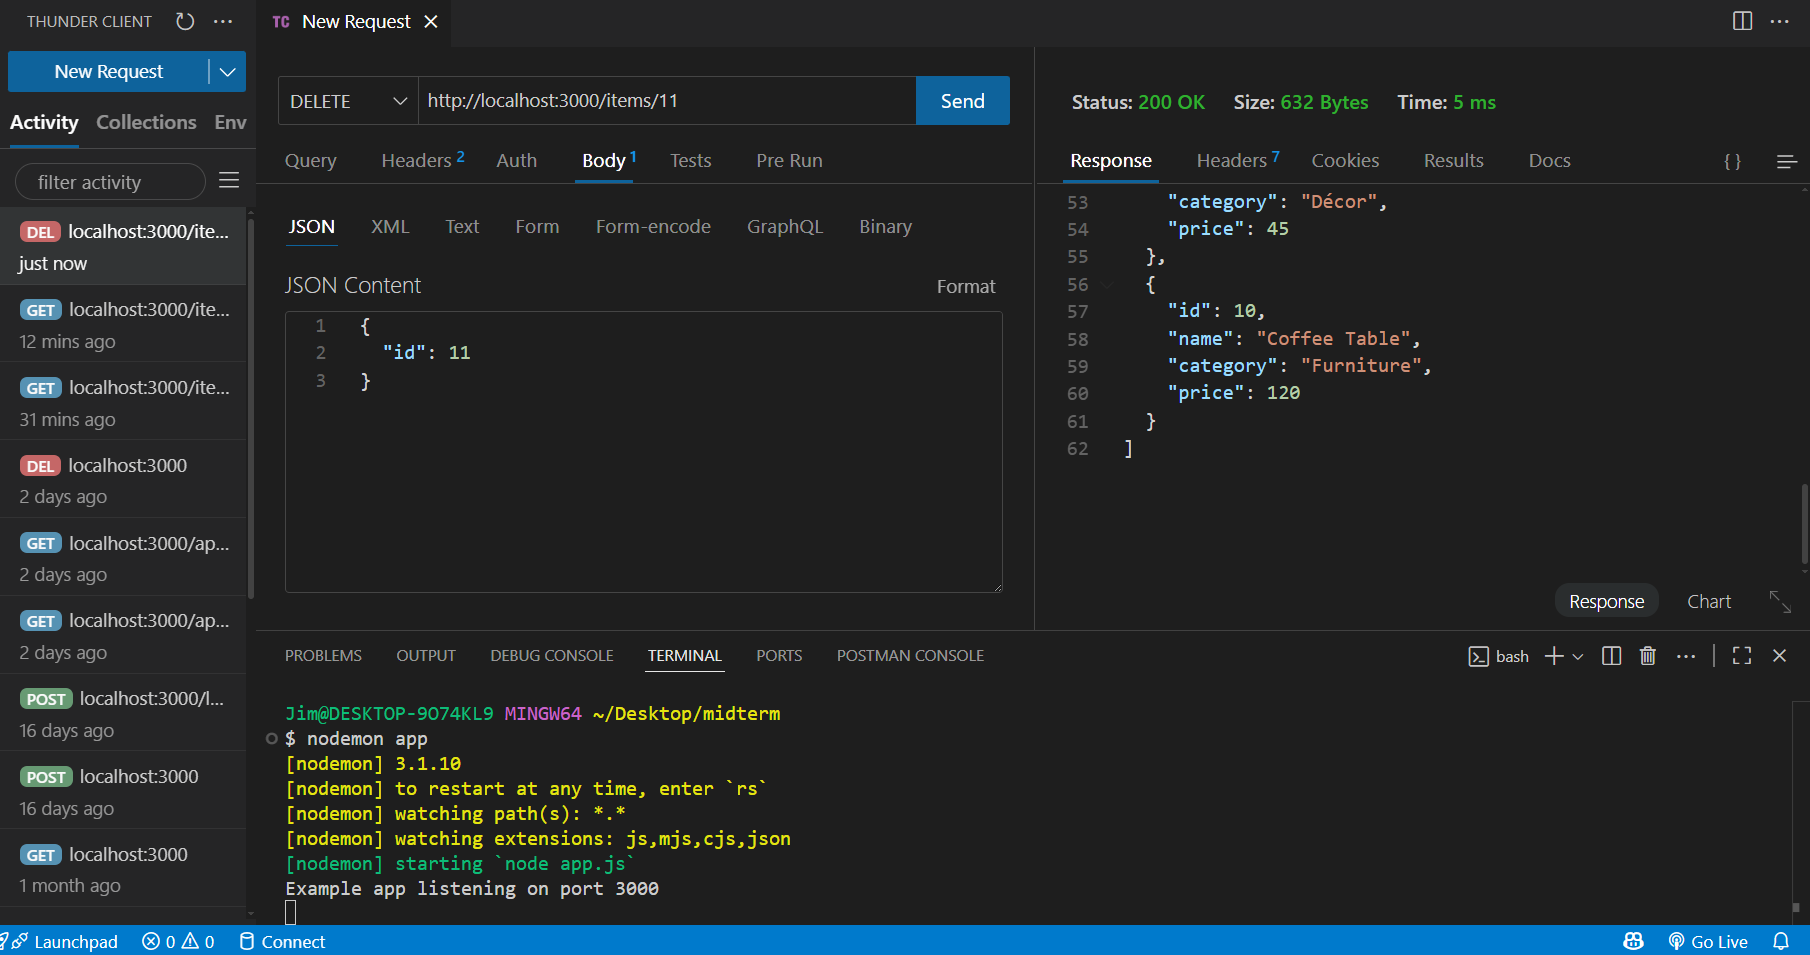 THUNDER CLIENT
New Request
Activity Collections Env
filter activity
DEL localhost:3000/ite...
just now
GET localhost:3000/ite...
12 mins ago
GET localhost:3000/ite...
31 mins ago
DEL localhost:3000
2 days ago
GET localhost:3000/ap...
2 days ago
GET localhost:3000/ap...
2 days ago
POST localhost:3000/l...
16 days ago
POST localhost:3000
16 days ago
GET localhost:3000
1 month ago
TC New Request
DELETE http://localhost:3000/items/11 Send
Query Headers 2 Auth Body 1 Tests Pre Run
JSON XML Text Form Form-encode GraphQL Binary
JSON Content Format
1 {
2 "id": 11
3 }
Status: 200 OK Size: 632 Bytes Time: 5 ms
Response Headers 7 Cookies Results Docs { }
53 "category": "Décor",
54 "price": 45
55 },
56 {
57 "id": 10,
58 "name": "Coffee Table",
59 "category": "Furniture",
60 "price": 120
61 }
62 ]
Response Chart
PROBLEMS OUTPUT DEBUG CONSOLE TERMINAL PORTS POSTMAN CONSOLE
bash
Jim@DESKTOP-9O74KL9 MINGW64 ~/Desktop/midterm
$ nodemon app
[nodemon] 3.1.10
[nodemon] to restart at any time, enter `rs`
[nodemon] watching path(s): *.*
[nodemon] watching extensions: js,mjs,cjs,json
[nodemon] starting `node app.js`
Example app listening on port 3000
Launchpad 0 0 Connect Go Live